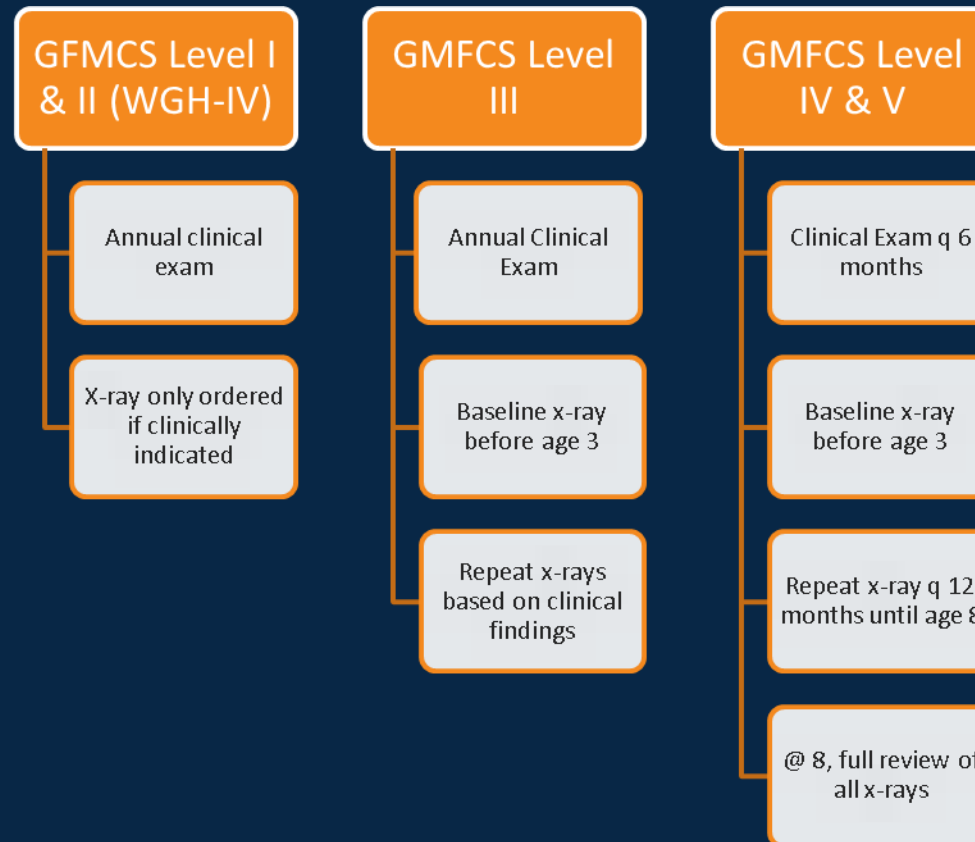 GFMCS Level I
& II (WGH-IV)
Annual clinical
exam
X-ray only ordered
if clinically
indicated
GMFCS Level
III
Annual Clinical
Exam
Baseline x-ray
before age 3
Repeat x-rays
based on clinical
findings
GMFCS Level
IV & V
Clinical Exam q 6
months
Baseline x-ray
before age 3
Repeat x-ray q 12
months until age 8
@ 8, full review of
all x-rays